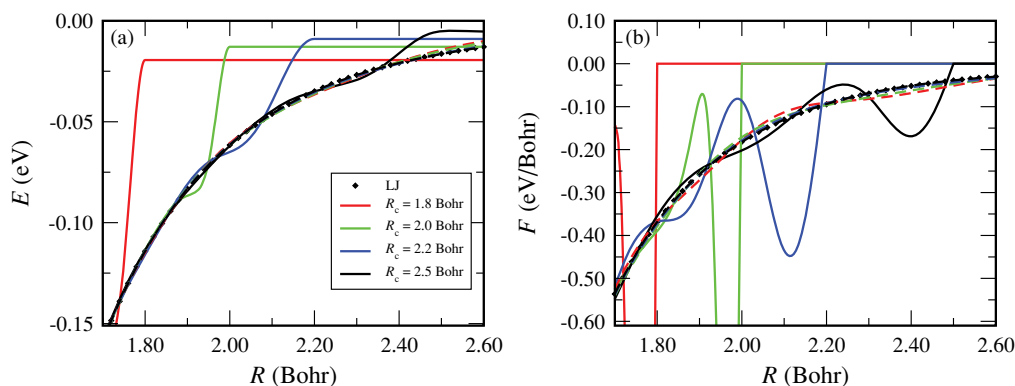 (a)
E (eV)
0.00
-0.05
-0.10
-0.15
1.80 2.00 2.20 2.40 2.60
R (Bohr)
LJ
R_c = 1.8 Bohr
R_c = 2.0 Bohr
R_c = 2.2 Bohr
R_c = 2.5 Bohr
(b)
F (eV/Bohr)
0.10
0.00
-0.10
-0.20
-0.30
-0.40
-0.50
-0.60
1.80 2.00 2.20 2.40 2.60
R (Bohr)